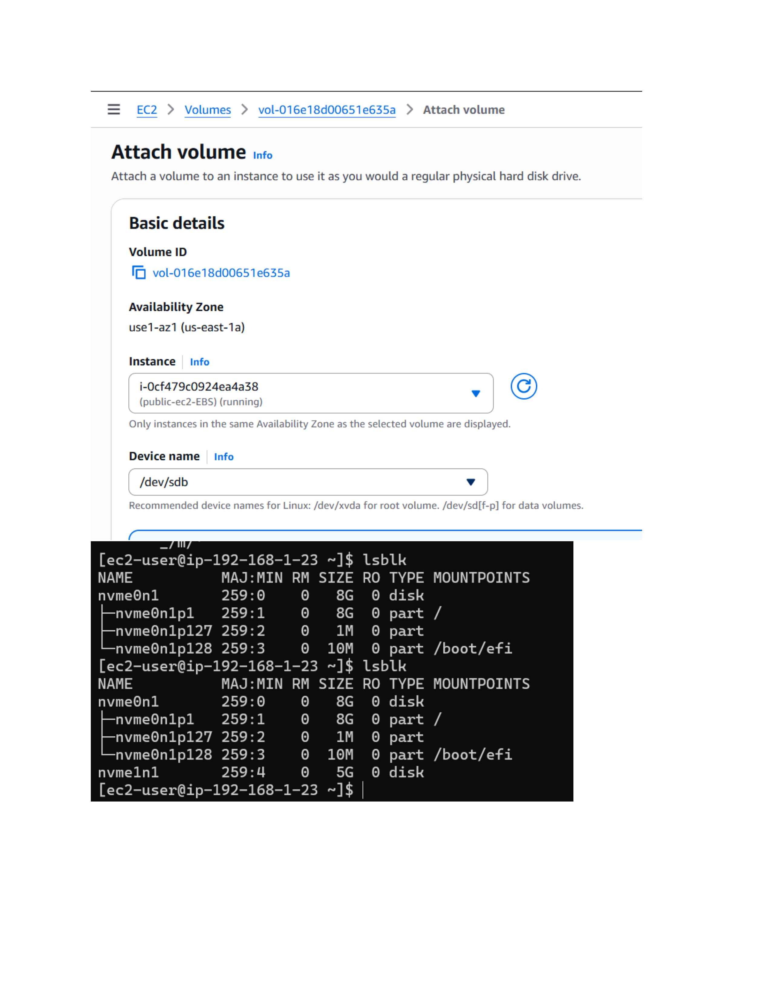 EC2 > Volumes > vol-016e18d00651e635a > Attach volume
Attach volume Info
Attach a volume to an instance to use it as you would a regular physical hard disk drive.
Basic details
Volume ID
vol-016e18d00651e635a
Availability Zone
use1-az1 (us-east-1a)
Instance | Info
i-0cf479c0924ea4a38
(public-ec2-EBS) (running)
Only instances in the same Availability Zone as the selected volume are displayed.
Device name | Info
/dev/sdb
Recommended device names for Linux: /dev/xvda for root volume. /dev/sd[f-p] for data volumes.
_/m/'
[ec2-user@ip-192-168-1-23 ~]$ lsblk
NAME          MAJ:MIN RM SIZE RO TYPE MOUNTPOINTS
nvme0n1       259:0    0   8G  0 disk
├─nvme0n1p1   259:1    0   8G  0 part /
├─nvme0n1p127 259:2    0   1M  0 part
└─nvme0n1p128 259:3    0  10M  0 part /boot/efi
[ec2-user@ip-192-168-1-23 ~]$ lsblk
NAME          MAJ:MIN RM SIZE RO TYPE MOUNTPOINTS
nvme0n1       259:0    0   8G  0 disk
├─nvme0n1p1   259:1    0   8G  0 part /
├─nvme0n1p127 259:2    0   1M  0 part
└─nvme0n1p128 259:3    0  10M  0 part /boot/efi
nvme1n1       259:4    0   5G  0 disk
[ec2-user@ip-192-168-1-23 ~]$